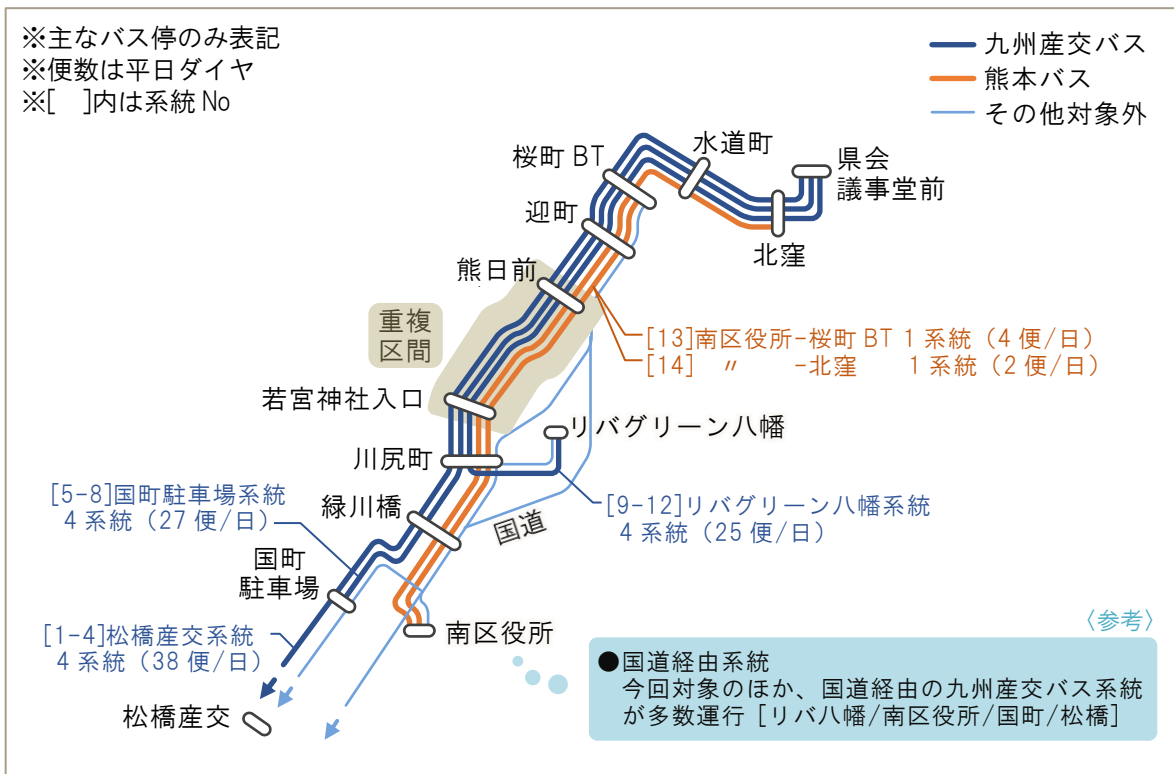 ※主なバス停のみ表記
※便数は平日ダイヤ
※[　]内は系統 No
九州産交バス
熊本バス
その他対象外
水道町
桜町 BT
県会
議事堂前
迎町
北窪
熊日前
重複
区間
[13]南区役所-桜町 BT 1 系統（4 便/日）
[14]　〃　-北窪　1 系統（2 便/日）
若宮神社入口
リバグリーン八幡
川尻町
[5-8]国町駐車場系統
4 系統（27 便/日）
緑川橋
[9-12]リバグリーン八幡系統
4 系統（25 便/日）
国道
国町
駐車場
南区役所
[1-4]松橋産交系統
4 系統（38 便/日）
松橋産交
〈参考〉
●国道経由系統
今回対象のほか、国道経由の九州産交バス系統
が多数運行［リバ八幡/南区役所/国町/松橋］